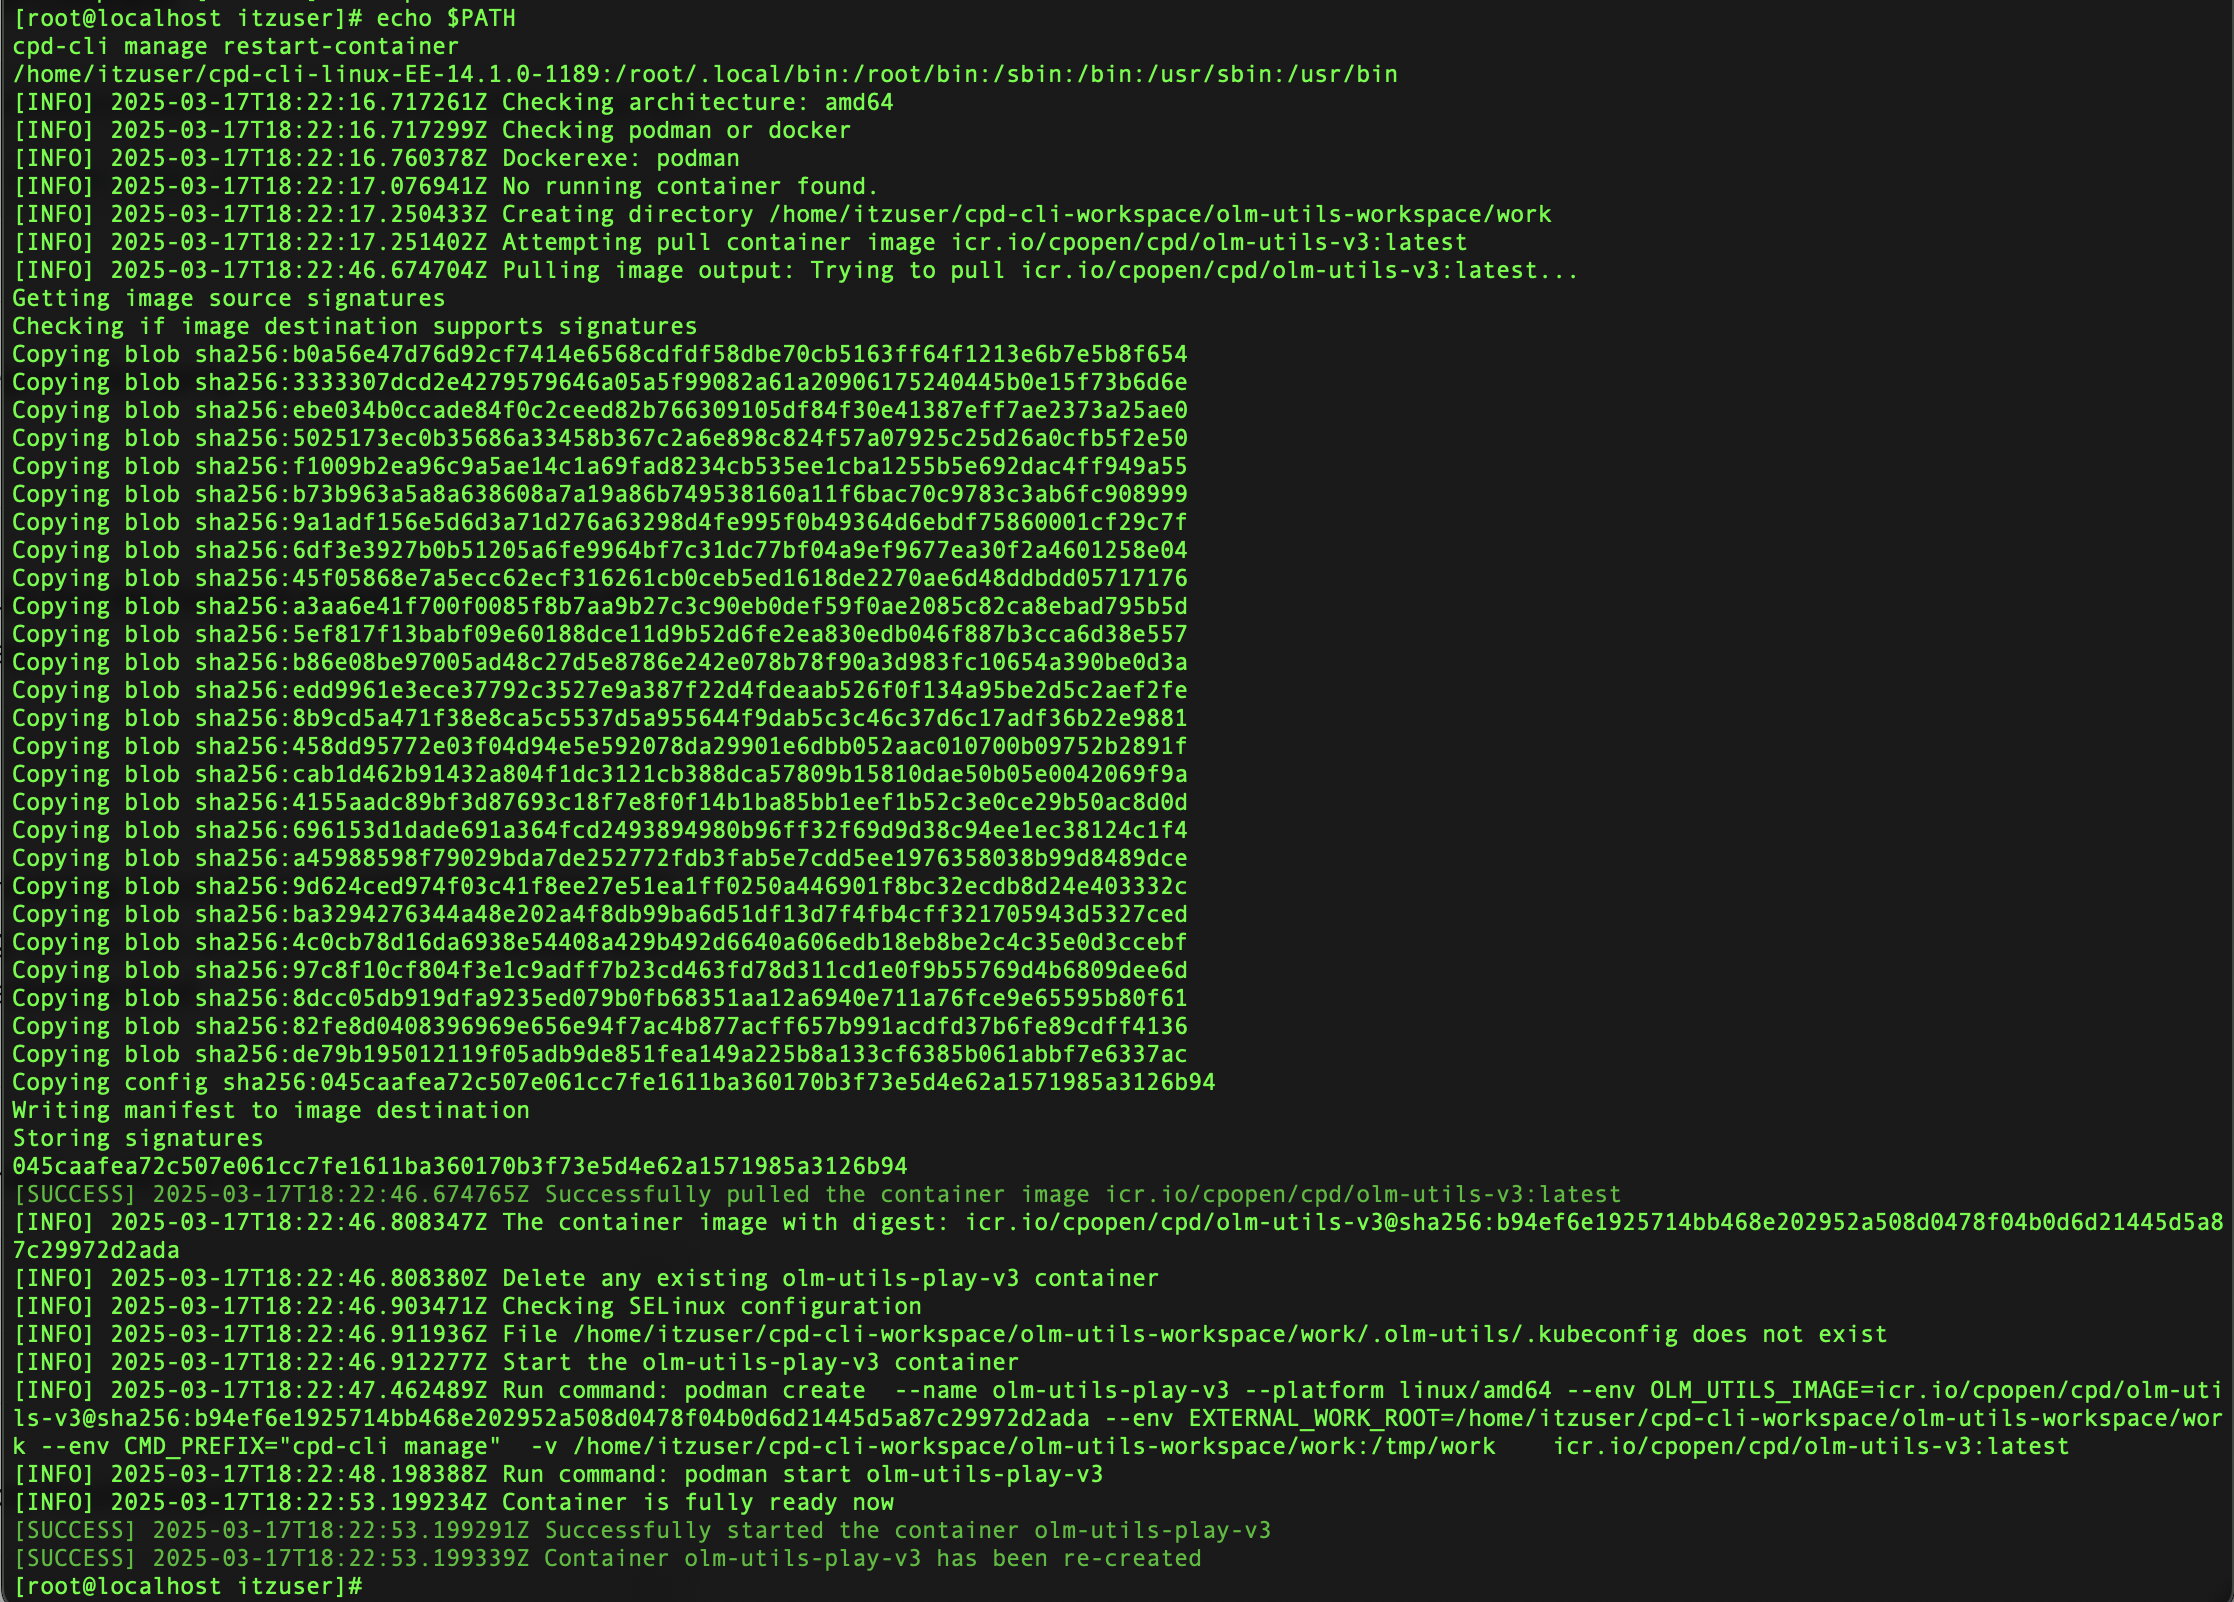 [root@localhost itzuser]# echo $PATH
cpd-cli manage restart-container
/home/itzuser/cpd-cli-linux-EE-14.1.0-1189:/root/.local/bin:/root/bin:/sbin:/bin:/usr/sbin:/usr/bin
[INFO] 2025-03-17T18:22:16.717261Z Checking architecture: amd64
[INFO] 2025-03-17T18:22:16.717299Z Checking podman or docker
[INFO] 2025-03-17T18:22:16.760378Z Dockerexe: podman
[INFO] 2025-03-17T18:22:17.076941Z No running container found.
[INFO] 2025-03-17T18:22:17.250433Z Creating directory /home/itzuser/cpd-cli-workspace/olm-utils-workspace/work
[INFO] 2025-03-17T18:22:17.251402Z Attempting pull container image icr.io/cpopen/cpd/olm-utils-v3:latest
[INFO] 2025-03-17T18:22:46.674704Z Pulling image output: Trying to pull icr.io/cpopen/cpd/olm-utils-v3:latest...
Getting image source signatures
Checking if image destination supports signatures
Copying blob sha256:b0a56e47d76d92cf7414e6568cdfdf58dbe70cb5163ff64f1213e6b7e5b8f654
Copying blob sha256:3333307dcd2e4279579646a05a5f99082a61a20906175240445b0e15f73b6d6e
Copying blob sha256:ebe034b0ccade84f0c2ceed82b766309105df84f30e41387eff7ae2373a25ae0
Copying blob sha256:5025173ec0b35686a33458b367c2a6e898c824f57a07925c25d26a0cfb5f2e50
Copying blob sha256:f1009b2ea96c9a5ae14c1a69fad8234cb535ee1cba1255b5e692dac4ff949a55
Copying blob sha256:b73b963a5a8a638608a7a19a86b749538160a11f6bac70c9783c3ab6fc908999
Copying blob sha256:9a1adf156e5d6d3a71d276a63298d4fe995f0b49364d6ebdf75860001cf29c7f
Copying blob sha256:6df3e3927b0b51205a6fe9964bf7c31dc77bf04a9ef9677ea30f2a4601258e04
Copying blob sha256:45f05868e7a5ecc62ecf316261cb0ceb5ed1618de2270ae6d48ddbdd05717176
Copying blob sha256:a3aa6e41f700f0085f8b7aa9b27c3c90eb0def59f0ae2085c82ca8ebad795b5d
Copying blob sha256:5ef817f13babf09e60188dce11d9b52d6fe2ea830edb046f887b3cca6d38e557
Copying blob sha256:b86e08be97005ad48c27d5e8786e242e078b78f90a3d983fc10654a390be0d3a
Copying blob sha256:edd9961e3ece37792c3527e9a387f22d4fdeaab526f0f134a95be2d5c2aef2fe
Copying blob sha256:8b9cd5a471f38e8ca5c5537d5a955644f9dab5c3c46c37d6c17adf36b22e9881
Copying blob sha256:458dd95772e03f04d94e5e592078da29901e6dbb052aac010700b09752b2891f
Copying blob sha256:cab1d462b91432a804f1dc3121cb388dca57809b15810dae50b05e0042069f9a
Copying blob sha256:4155aadc89bf3d87693c18f7e8f0f14b1ba85bb1eef1b52c3e0ce29b50ac8d0d
Copying blob sha256:696153d1dade691a364fcd2493894980b96ff32f69d9d38c94ee1ec38124c1f4
Copying blob sha256:a45988598f79029bda7de252772fdb3fab5e7cdd5ee1976358038b99d8489dce
Copying blob sha256:9d624ced974f03c41f8ee27e51ea1ff0250a446901f8bc32ecdb8d24e403332c
Copying blob sha256:ba3294276344a48e202a4f8db99ba6d51df13d7f4fb4cff321705943d5327ced
Copying blob sha256:4c0cb78d16da6938e54408a429b492d6640a606edb18eb8be2c4c35e0d3ccebf
Copying blob sha256:97c8f10cf804f3e1c9adff7b23cd463fd78d311cd1e0f9b55769d4b6809dee6d
Copying blob sha256:8dcc05db919dfa9235ed079b0fb68351aa12a6940e711a76fce9e65595b80f61
Copying blob sha256:82fe8d0408396969e656e94f7ac4b877acff657b991acdfd37b6fe89cdff4136
Copying blob sha256:de79b195012119f05adb9de851fea149a225b8a133cf6385b061abbf7e6337ac
Copying config sha256:045caafea72c507e061cc7fe1611ba360170b3f73e5d4e62a1571985a3126b94
Writing manifest to image destination
Storing signatures
045caafea72c507e061cc7fe1611ba360170b3f73e5d4e62a1571985a3126b94
[SUCCESS] 2025-03-17T18:22:46.674765Z Successfully pulled the container image icr.io/cpopen/cpd/olm-utils-v3:latest
[INFO] 2025-03-17T18:22:46.808347Z The container image with digest: icr.io/cpopen/cpd/olm-utils-v3@sha256:b94ef6e1925714bb468e202952a508d0478f04b0d6d21445d5a8
7c29972d2ada
[INFO] 2025-03-17T18:22:46.808380Z Delete any existing olm-utils-play-v3 container
[INFO] 2025-03-17T18:22:46.903471Z Checking SELinux configuration
[INFO] 2025-03-17T18:22:46.911936Z File /home/itzuser/cpd-cli-workspace/olm-utils-workspace/work/.olm-utils/.kubeconfig does not exist
[INFO] 2025-03-17T18:22:46.912277Z Start the olm-utils-play-v3 container
[INFO] 2025-03-17T18:22:47.462489Z Run command: podman create  --name olm-utils-play-v3 --platform linux/amd64 --env OLM_UTILS_IMAGE=icr.io/cpopen/cpd/olm-uti
ls-v3@sha256:b94ef6e1925714bb468e202952a508d0478f04b0d6d21445d5a87c29972d2ada --env EXTERNAL_WORK_ROOT=/home/itzuser/cpd-cli-workspace/olm-utils-workspace/wor
k --env CMD_PREFIX="cpd-cli manage"  -v /home/itzuser/cpd-cli-workspace/olm-utils-workspace/work:/tmp/work    icr.io/cpopen/cpd/olm-utils-v3:latest
[INFO] 2025-03-17T18:22:48.198388Z Run command: podman start olm-utils-play-v3
[INFO] 2025-03-17T18:22:53.199234Z Container is fully ready now
[SUCCESS] 2025-03-17T18:22:53.199291Z Successfully started the container olm-utils-play-v3
[SUCCESS] 2025-03-17T18:22:53.199339Z Container olm-utils-play-v3 has been re-created
[root@localhost itzuser]#